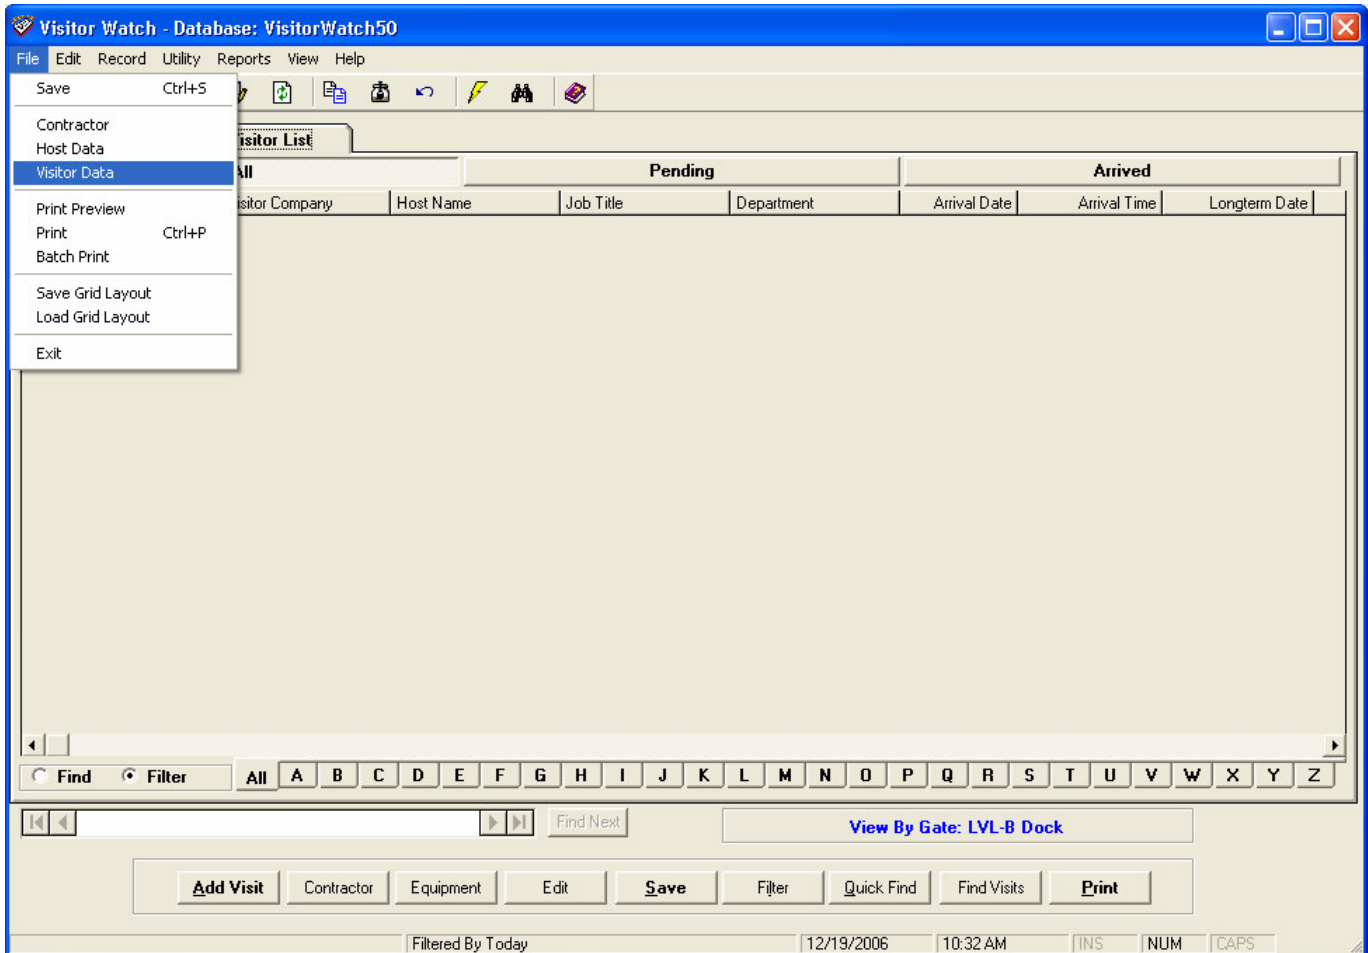 Visitor Watch - Database: VisitorWatch50
File Edit Record Utility Reports View Help
Save Ctrl+S
Contractor
Host Data
Visitor Data
Print Preview
Print Ctrl+P
Batch Print
Save Grid Layout
Load Grid Layout
Exit
isitor List
All Pending Arrived
isitor Company Host Name Job Title Department Arrival Date Arrival Time Longterm Date
Find Filter All A B C D E F G H I J K L M N O P Q R S T U V W X Y Z
Find Next View By Gate: LVL-B Dock
Add Visit Contractor Equipment Edit Save Filter Quick Find Find Visits Print
Filtered By Today 12/19/2006 10:32 AM INS NUM CAPS